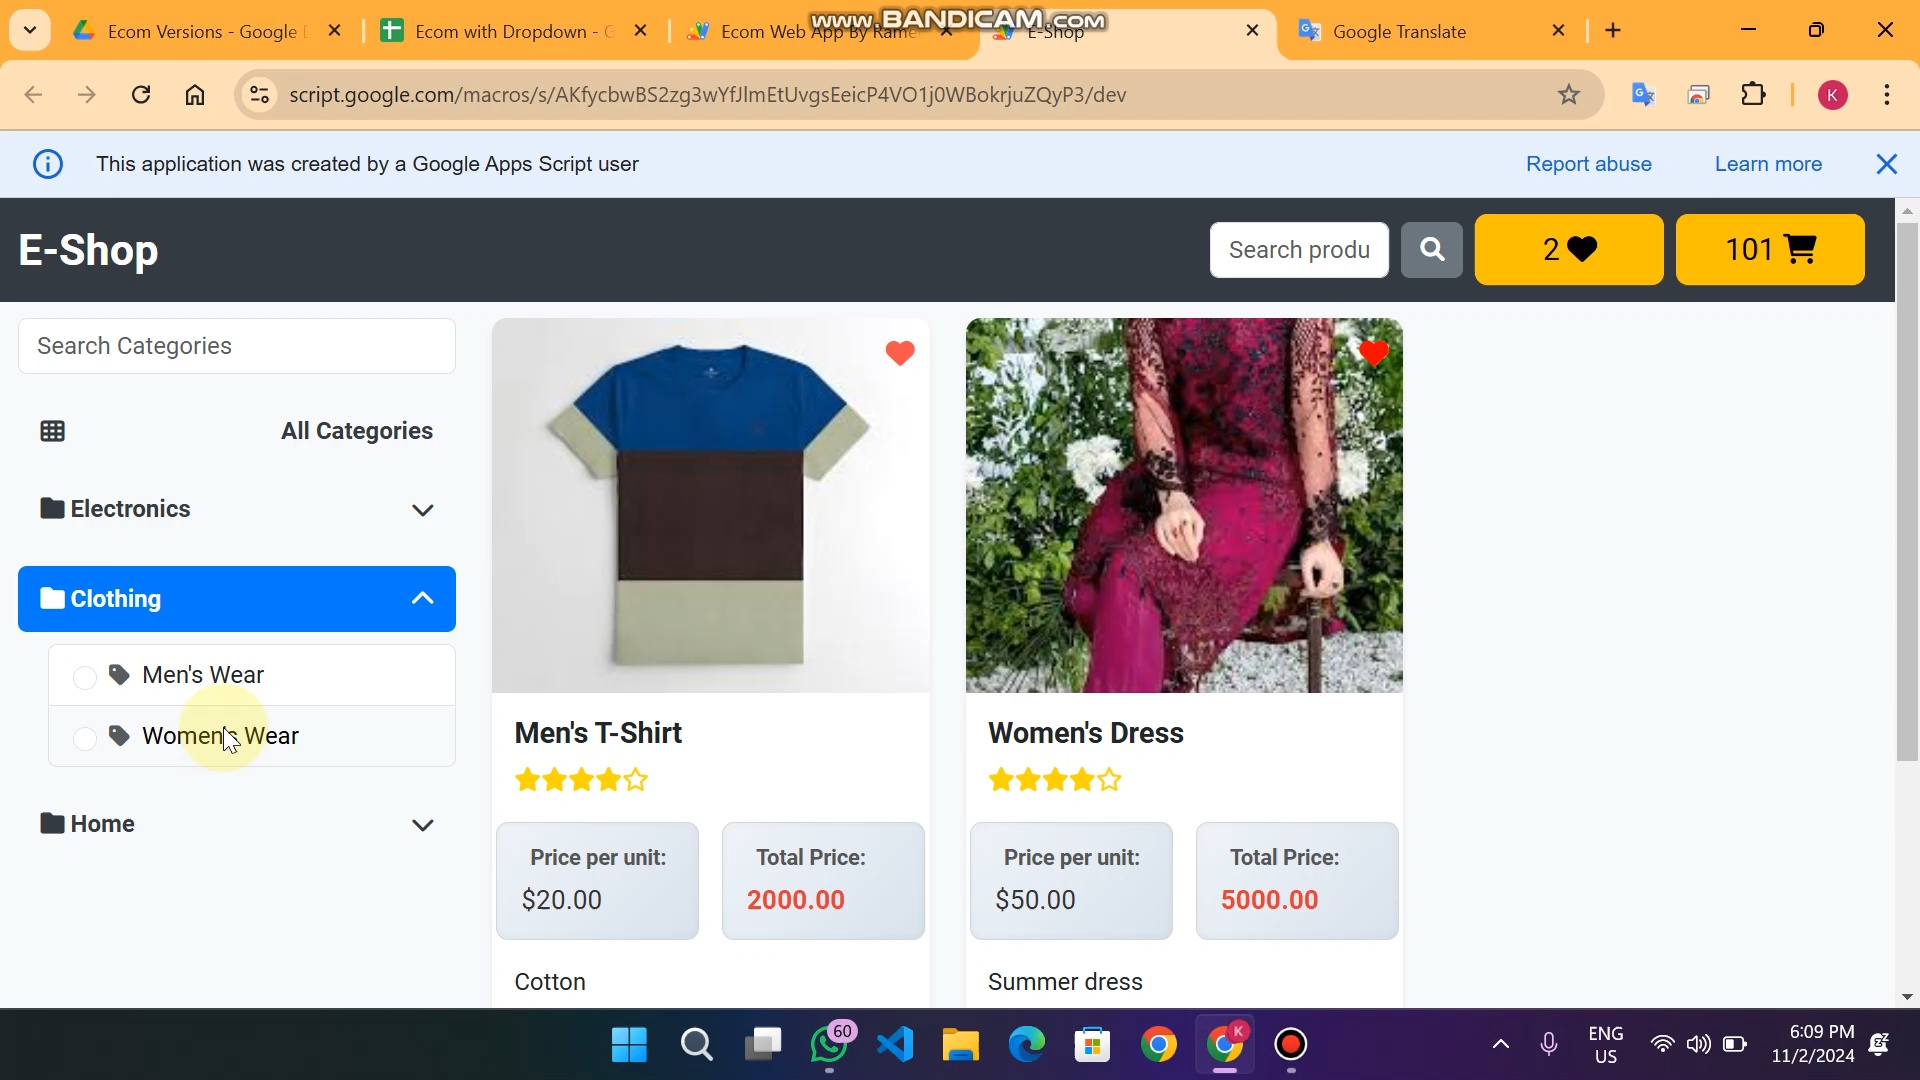 www.BANDICAM.com
Ecom Versions - Google D
Ecom with Dropdown - G
Ecom Web App By Rame
E-Shop
Google Translate
script.google.com/macros/s/AKfycbwBS2zg3wYfJlmEtUvgsEeicP4VO1j0WBokrjuZQyP3/dev
K
This application was created by a Google Apps Script user
Report abuse
Learn more
E-Shop
Search produ
2
101
Search Categories
All Categories
Electronics
Clothing
Men's Wear
Women's Wear
Home
Men's T-Shirt
Price per unit:
$20.00
Total Price:
2000.00
Cotton
Women's Dress
Price per unit:
$50.00
Total Price:
5000.00
Summer dress
60
K
ENG
US
6:09 PM
11/2/2024